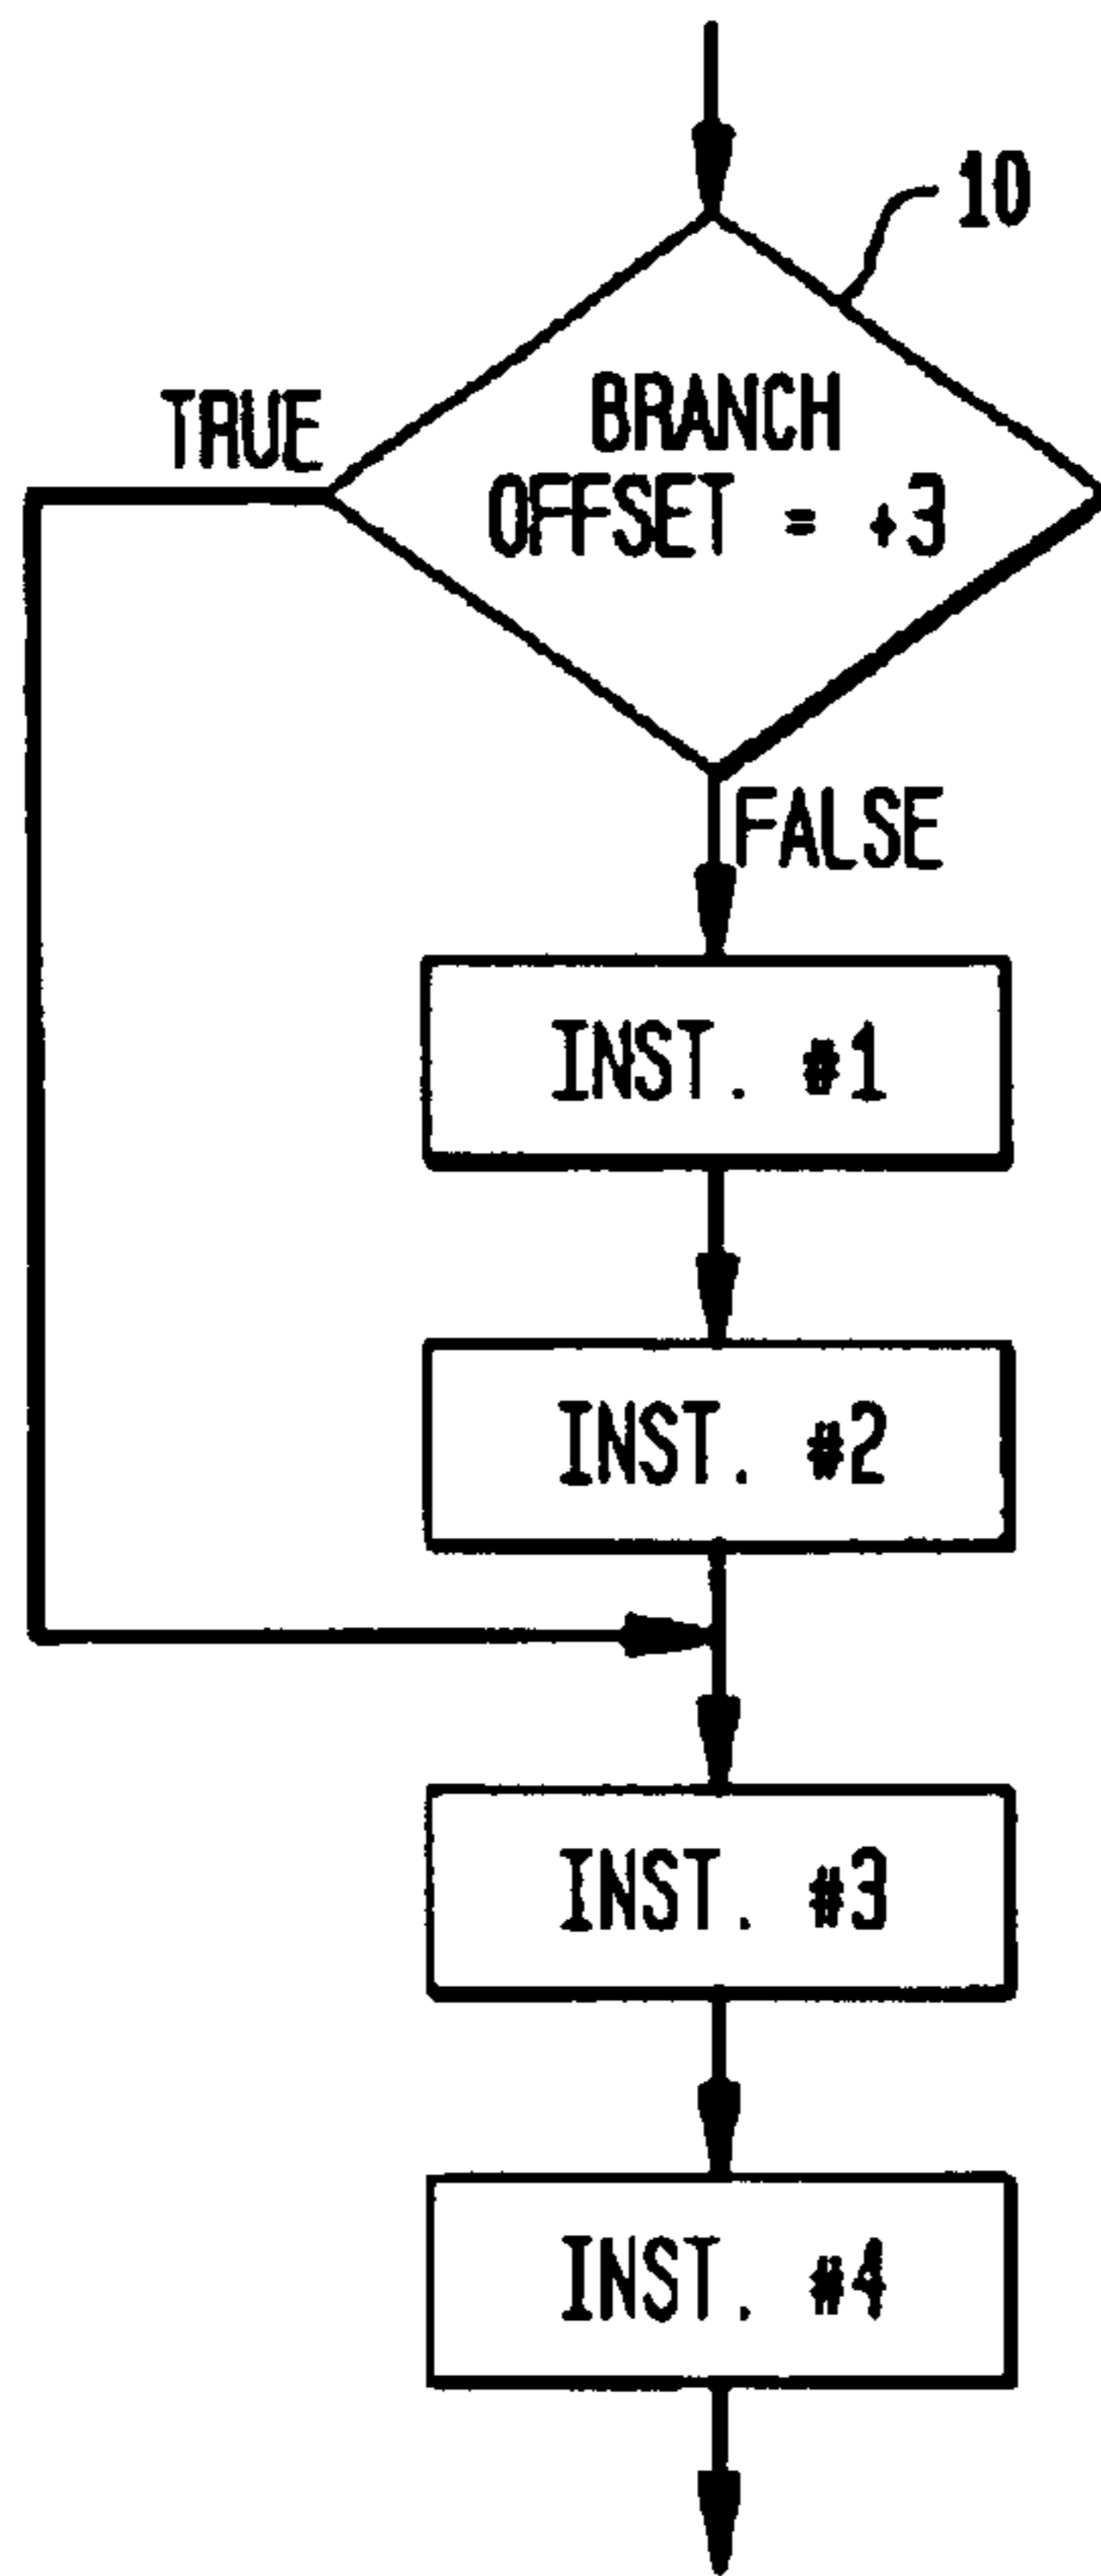 10
TRUE
BRANCH
OFFSET = +3
FALSE
INST. #1
INST. #2
INST. #3
INST. #4